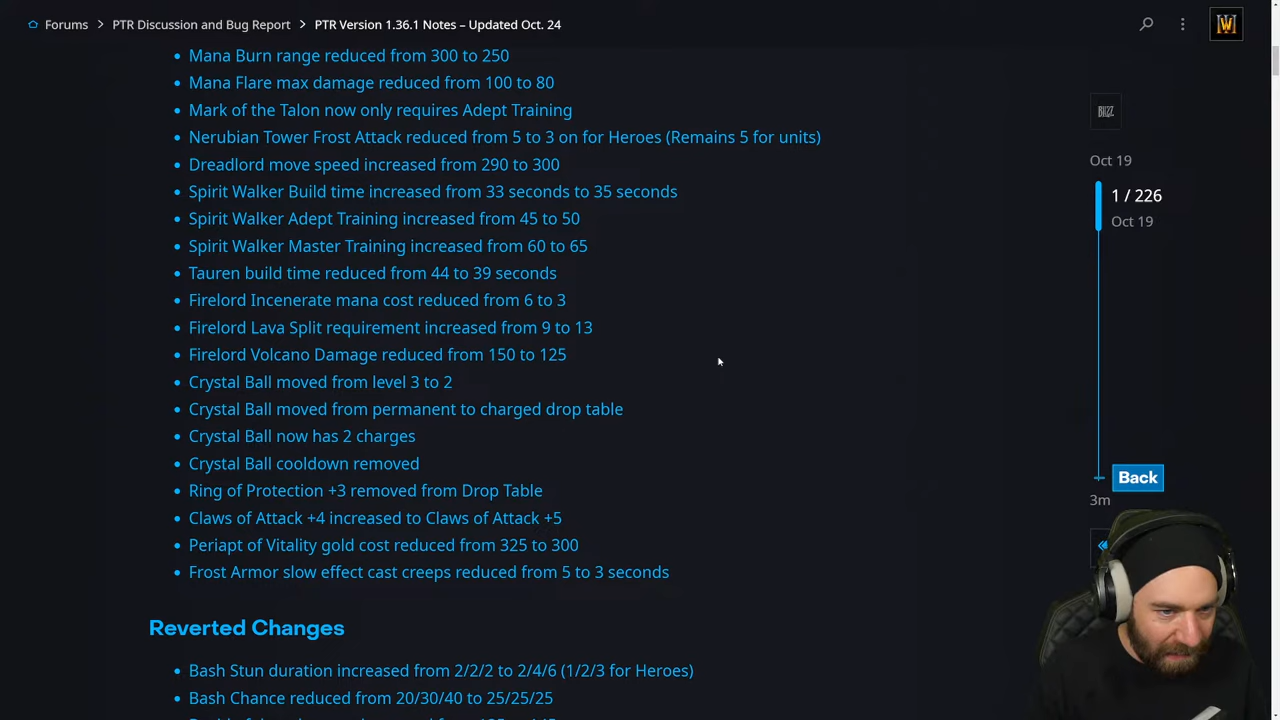 Forums > PTR Discussion and Bug Report > PTR Version 1.36.1 Notes – Updated Oct. 24
• Mana Burn range reduced from 300 to 250
• Mana Flare max damage reduced from 100 to 80
• Mark of the Talon now only requires Adept Training
• Nerubian Tower Frost Attack reduced from 5 to 3 on for Heroes (Remains 5 for units)
• Dreadlord move speed increased from 290 to 300
• Spirit Walker Build time increased from 33 seconds to 35 seconds
• Spirit Walker Adept Training increased from 45 to 50
• Spirit Walker Master Training increased from 60 to 65
• Tauren build time reduced from 44 to 39 seconds
• Firelord Incenerate mana cost reduced from 6 to 3
• Firelord Lava Split requirement increased from 9 to 13
• Firelord Volcano Damage reduced from 150 to 125
• Crystal Ball moved from level 3 to 2
• Crystal Ball moved from permanent to charged drop table
• Crystal Ball now has 2 charges
• Crystal Ball cooldown removed
• Ring of Protection +3 removed from Drop Table
• Claws of Attack +4 increased to Claws of Attack +5
• Periapt of Vitality gold cost reduced from 325 to 300
• Frost Armor slow effect cast creeps reduced from 5 to 3 seconds
Reverted Changes
• Bash Stun duration increased from 2/2/2 to 2/4/6 (1/2/3 for Heroes)
• Bash Chance reduced from 20/30/40 to 25/25/25
BLIZZ
Oct 19
1 / 226
Oct 19
Back
3m